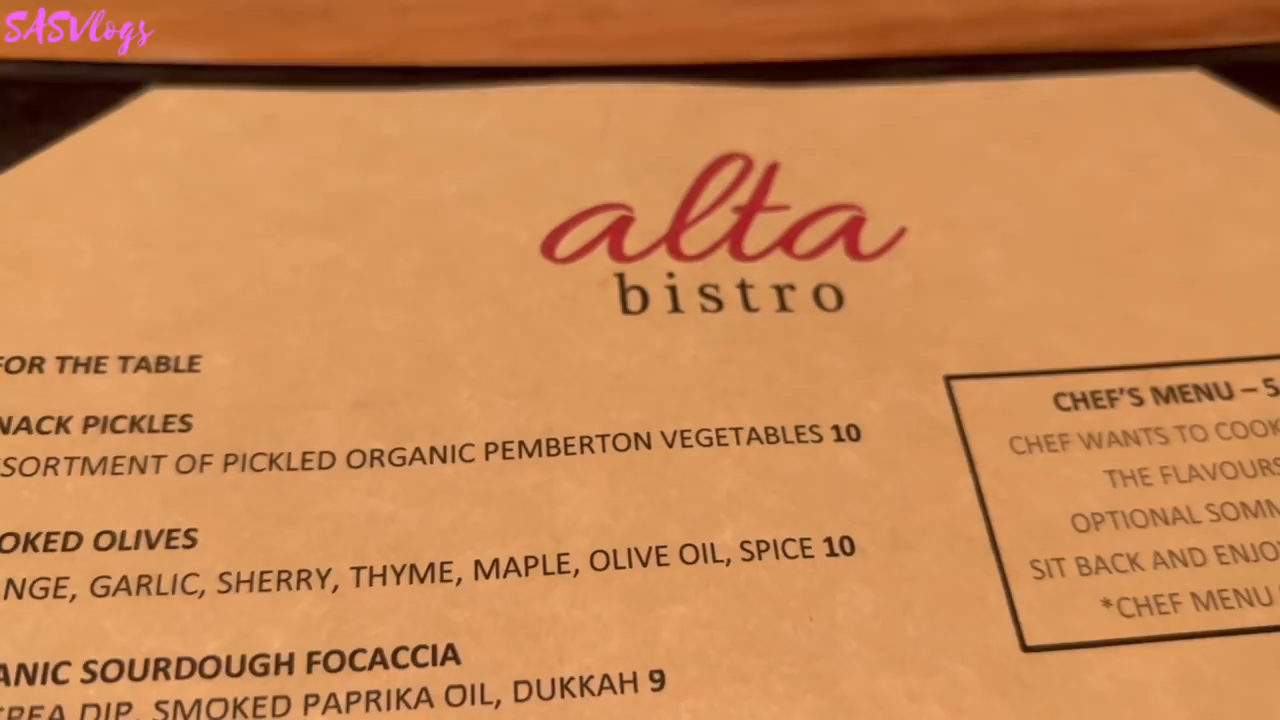 SASVlogs
alta
bistro
FOR THE TABLE
NACK PICKLES
SORTMENT OF PICKLED ORGANIC PEMBERTON VEGETABLES 10
OKED OLIVES
NGE, GARLIC, SHERRY, THYME, MAPLE, OLIVE OIL, SPICE 10
ANIC SOURDOUGH FOCACCIA
DIP, SMOKED PAPRIKA OIL, DUKKAH 9
CHEF'S MENU – 5
CHEF WANTS TO COOK
THE FLAVOURS
OPTIONAL SOMM
SIT BACK AND ENJO
*CHEF MENU